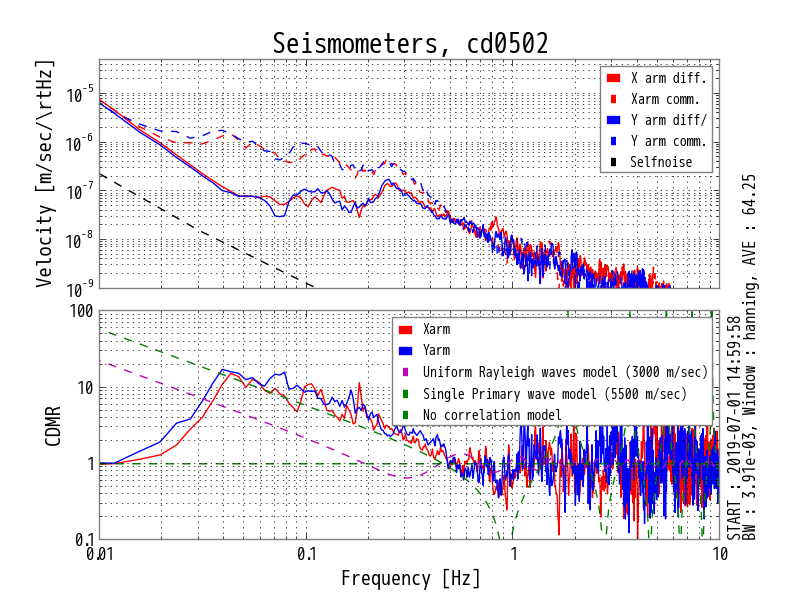 Seismometers, cd0502
Velocity [m/sec/\rtHz]
10^-5
10^-6
10^-7
10^-8
10^-9
X arm diff.
Xarm comm.
Y arm diff/
Y arm comm.
Selfnoise
CDMR
100
10
1
0.1
Xarm
Yarm
Uniform Rayleigh waves model (3000 m/sec)
Single Primary wave model (5500 m/sec)
No correlation model
0.01
0.1
1
10
Frequency [Hz]
START : 2019-07-01 14:59:58
BW : 3.91e-03, Window : hanning, AVE : 64.25